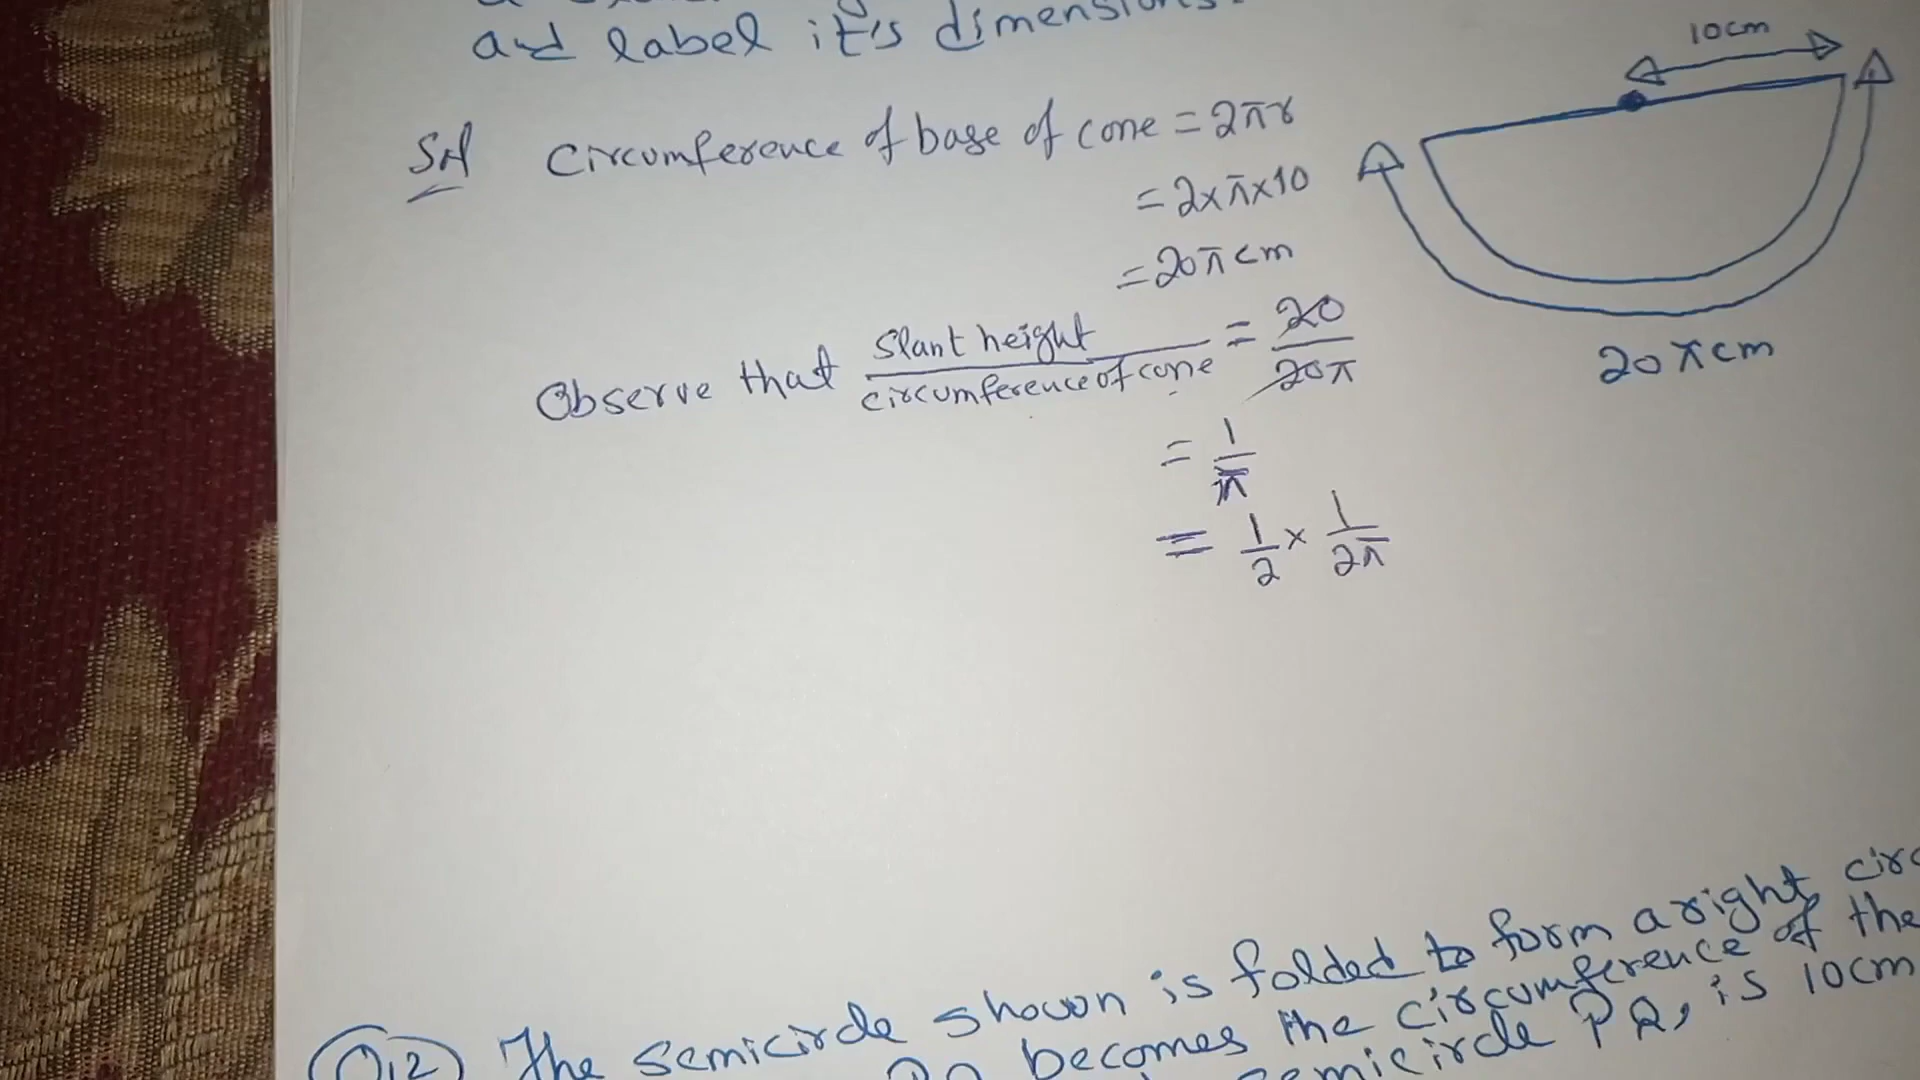 and label it's dimensions.
10cm
Sol Circumference of base of cone = 2πr
= 2×π×10
= 20π cm
Observe that slant height / circumference of cone = 20 / 20π
20πcm
= 1/π
= 1/2 × 1/2π
Q12 The semicircle shown is folded to form a right circ
becomes the circumference of the
semicircle PQ, is 10cm